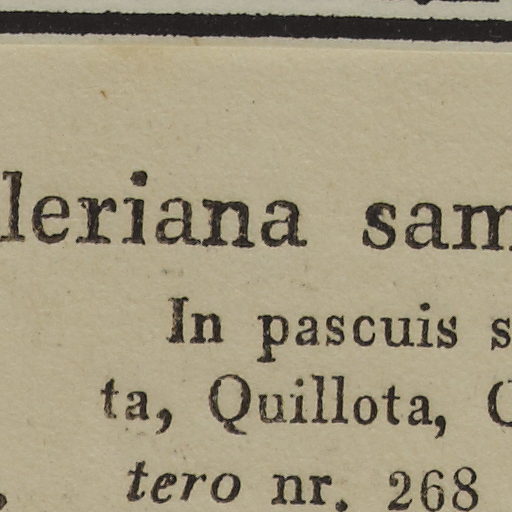 leriana sam
In pascuis s
ta, Quillota, C
tero nr. 268